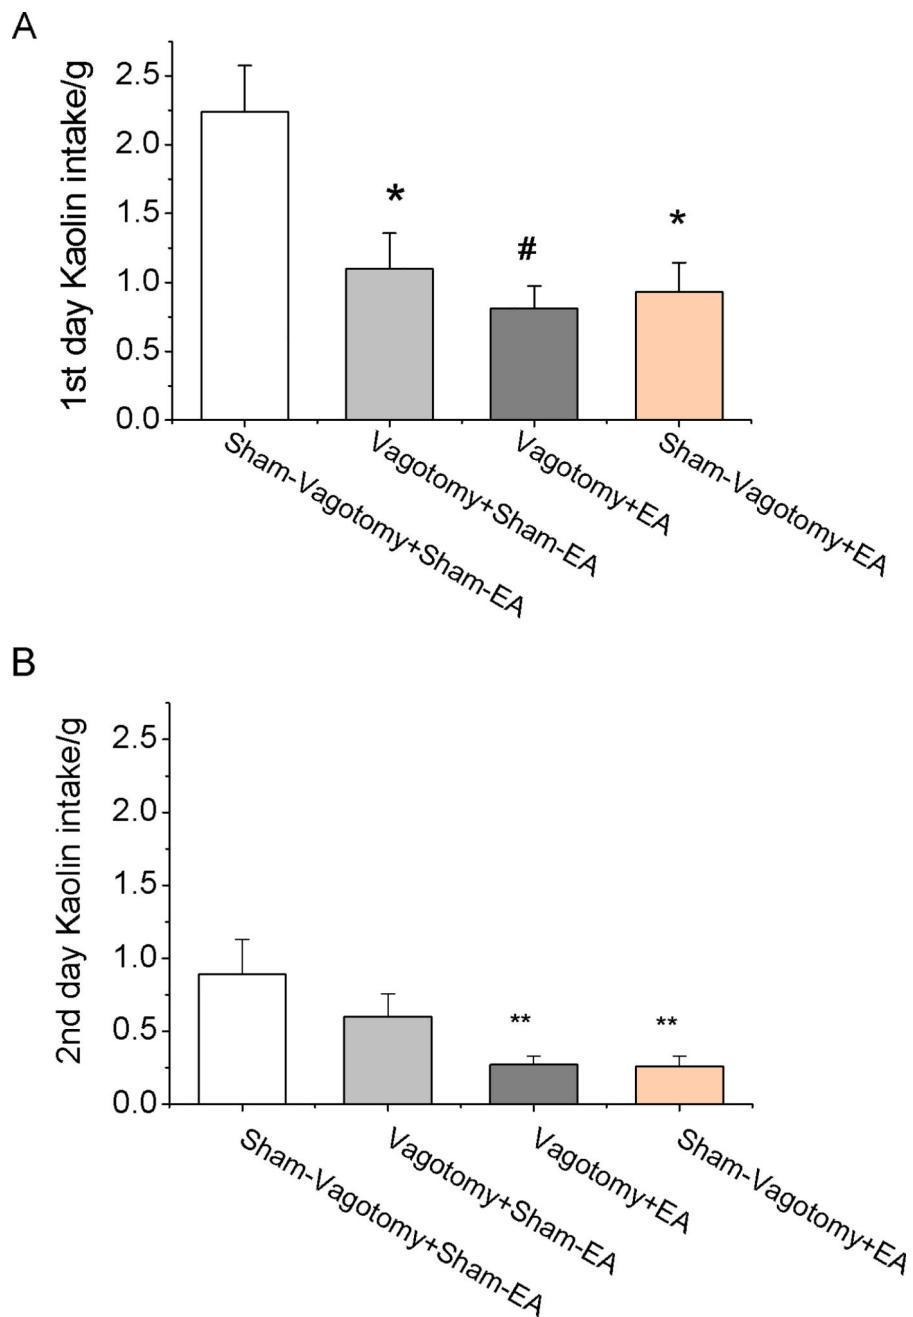 A
1st day Kaolin intake/g
2.5
2.0
1.5
1.0
0.5
0.0
*
#
*
Sham-Vagotomy+Sham-EA
Vagotomy+Sham-EA
Vagotomy+EA
Sham-Vagotomy+EA
B
2nd day Kaolin intake/g
2.5
2.0
1.5
1.0
0.5
0.0
**
**
Sham-Vagotomy+Sham-EA
Vagotomy+Sham-EA
Vagotomy+EA
Sham-Vagotomy+EA